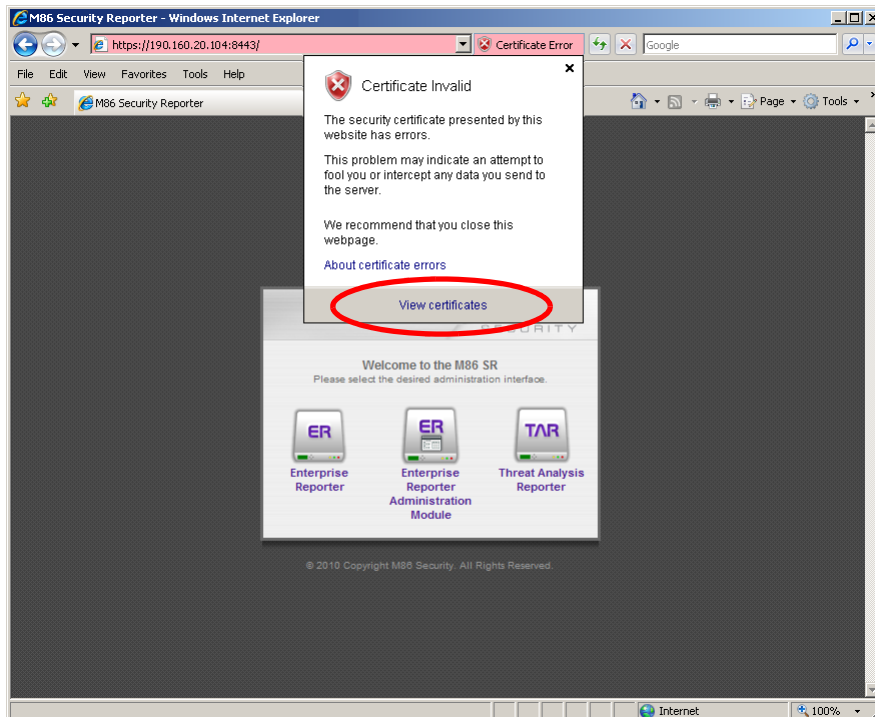 M86 Security Reporter - Windows Internet Explorer
https://190.160.20.104:8443/
Certificate Error
Google
File Edit View Favorites Tools Help
M86 Security Reporter
Page
Tools
Certificate Invalid
The security certificate presented by this
website has errors.
This problem may indicate an attempt to
fool you or intercept any data you send to
the server.
We recommend that you close this
webpage.
About certificate errors
View certificates
SECURITY
Welcome to the M86 SR
Please select the desired administration interface.
ER
ER
TAR
Enterprise
Reporter
Enterprise
Reporter
Administration
Module
Threat Analysis
Reporter
© 2010 Copyright M86 Security. All Rights Reserved.
Internet
100%